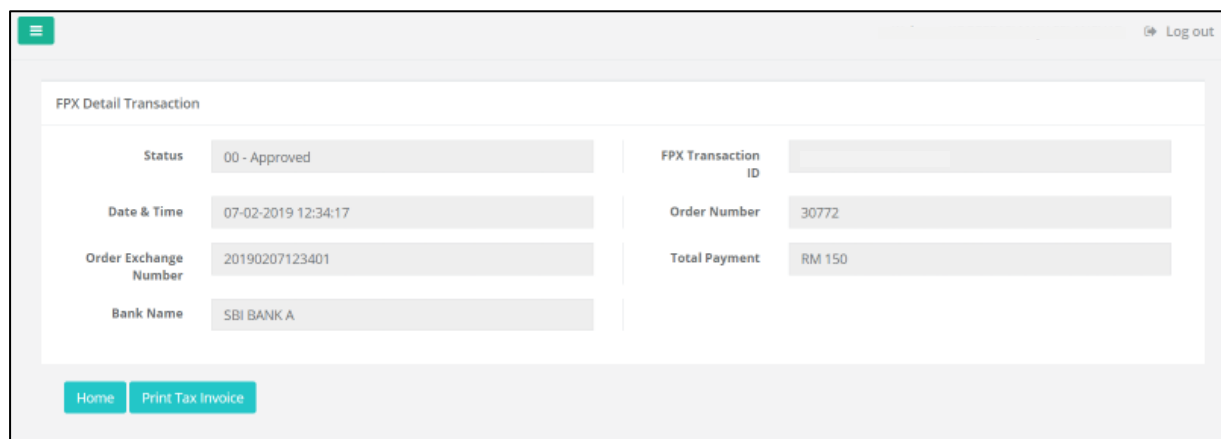 Log out
FPX Detail Transaction
Status 00 - Approved FPX Transaction
ID
Date & Time 07-02-2019 12:34:17 Order Number 30772
Order Exchange 20190207123401 Total Payment RM 150
Number
Bank Name SBI BANK A
Home Print Tax Invoice